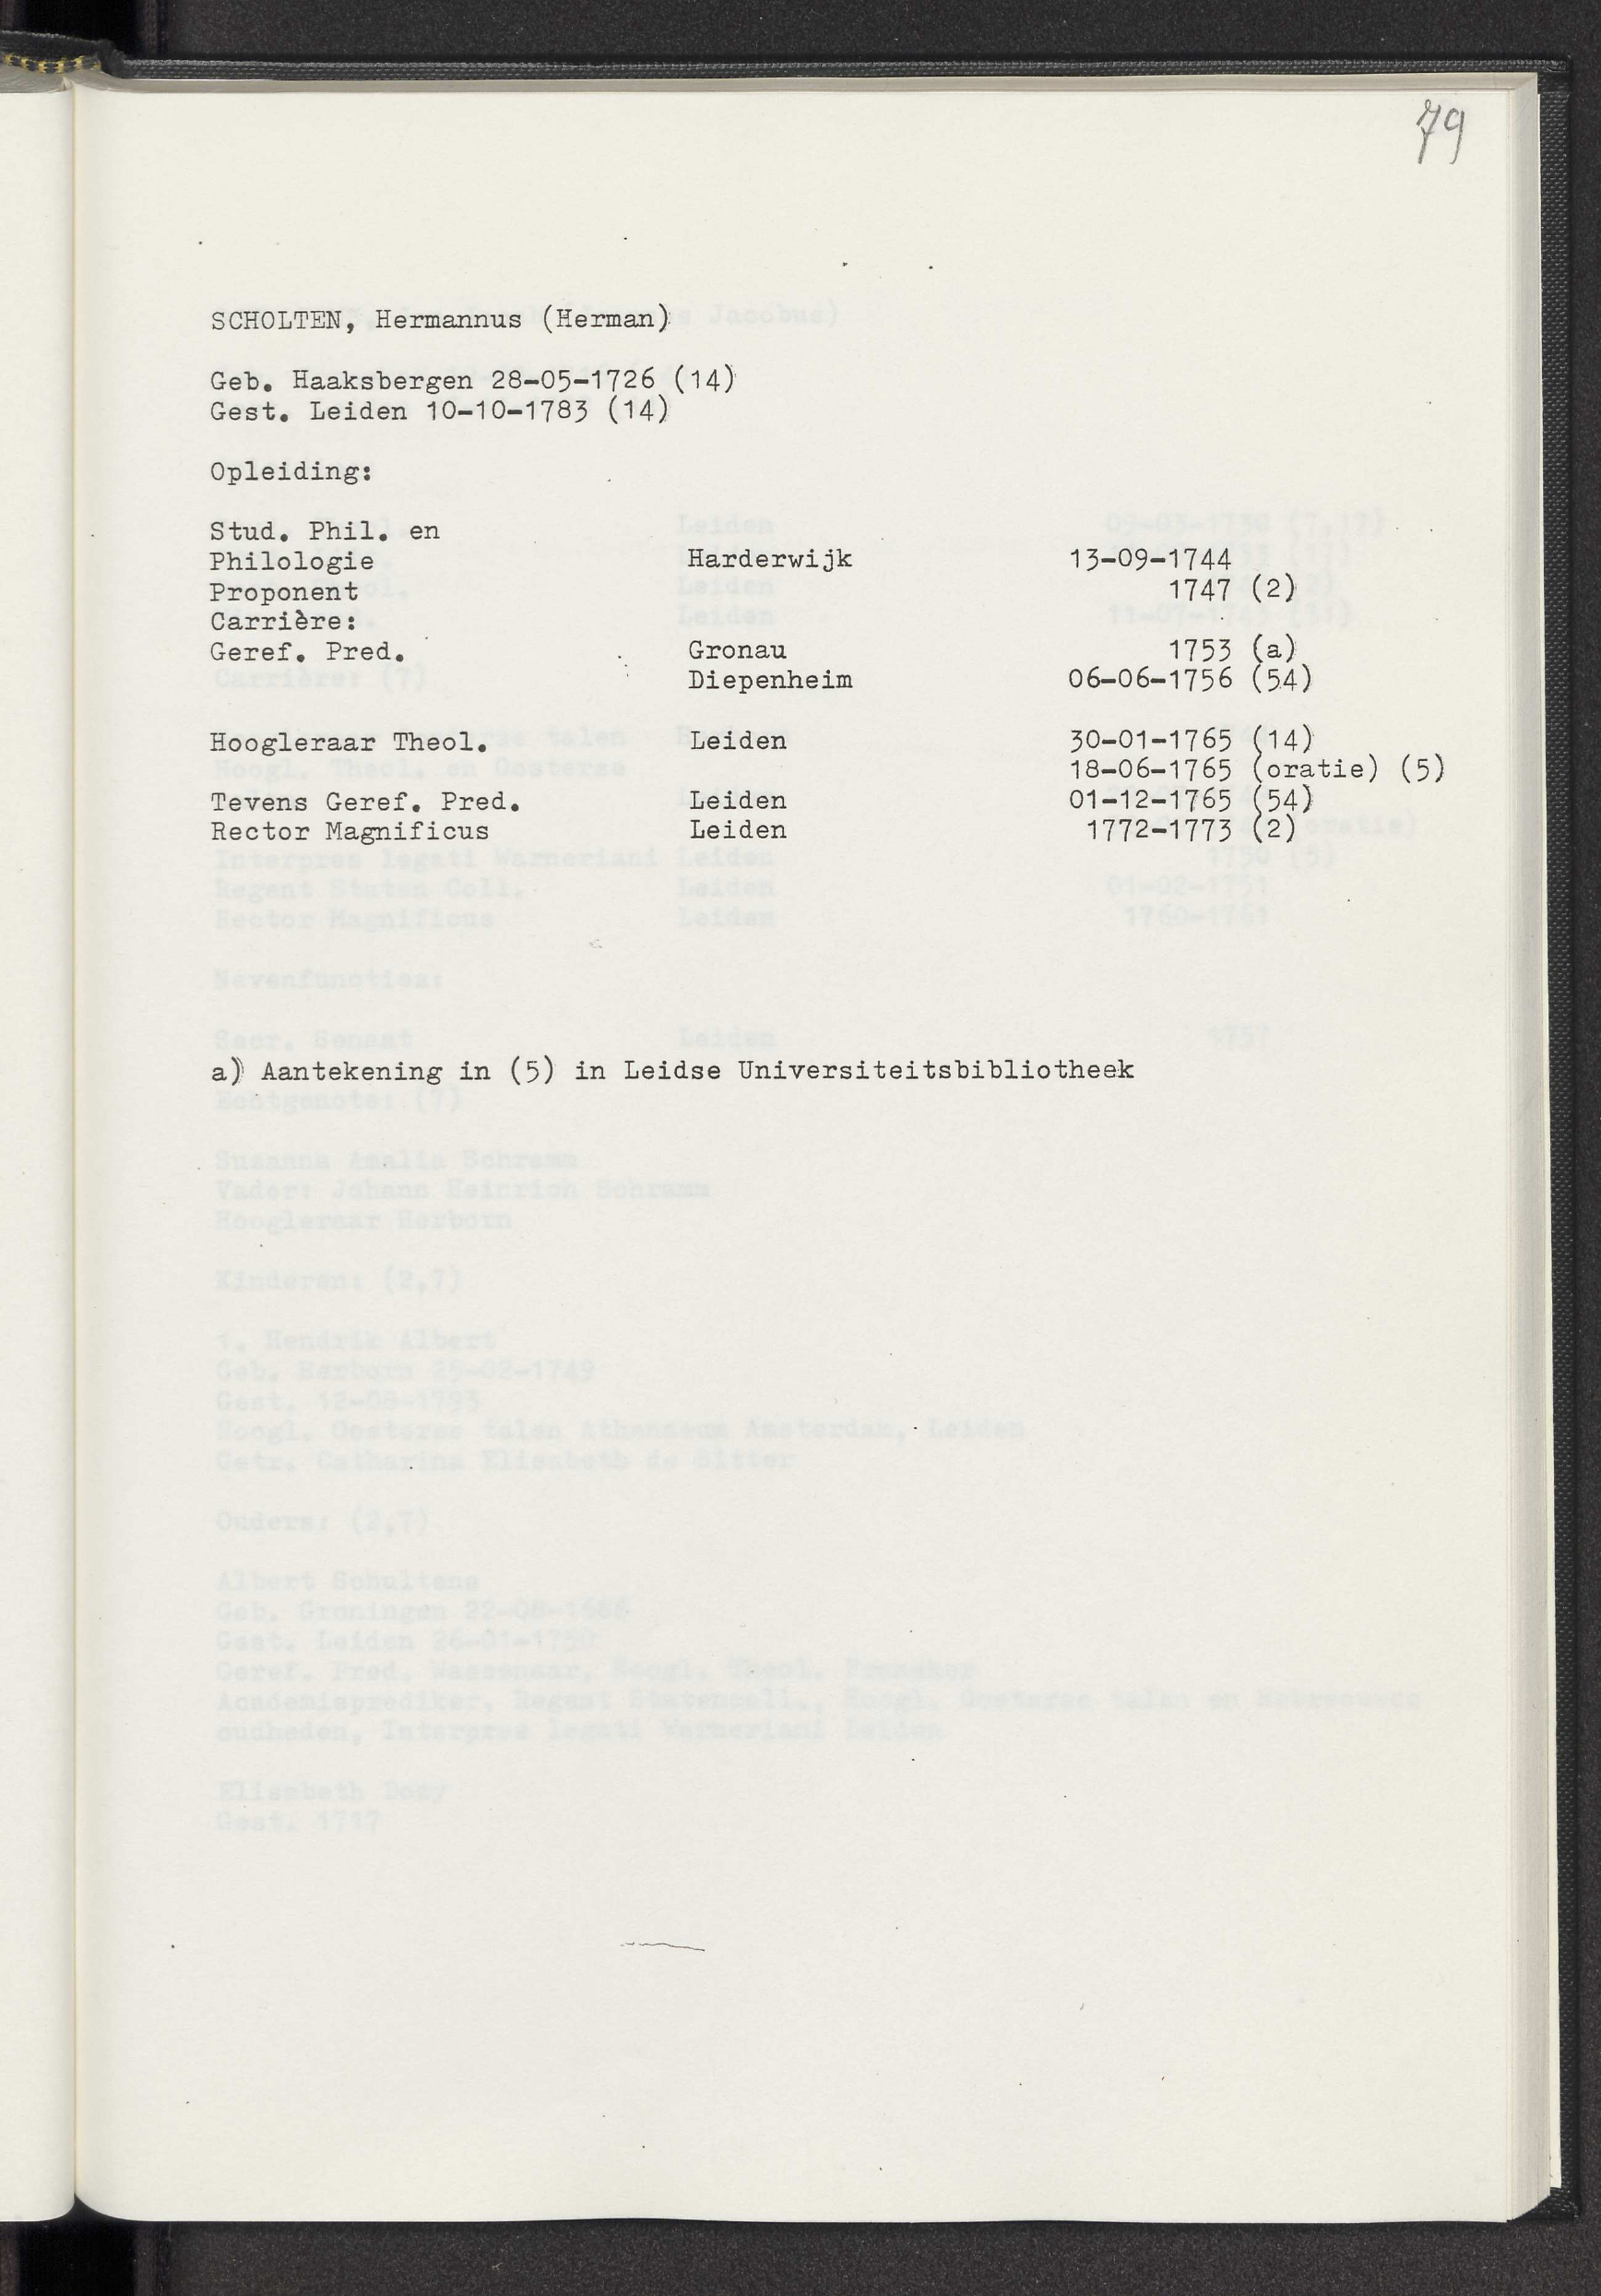 79
SCHOLTEN, Hermannus (Herman)
Geb. Haaksbergen 28-05-1726 (14)
Gest. Leiden 10-10-1783 (14)
Opleiding:
Stud. Phil. en
Philologie Harderwijk 13-09-1744
Proponent 1747 (2)
Carrière:
Geref. Pred. Gronau 1753 (a)
Diepenheim 06-06-1756 (54)
Hoogleraar Theol. Leiden 30-01-1765 (14)
18-06-1765 (oratie) (5)
Tevens Geref. Pred. Leiden 01-12-1765 (54)
Rector Magnificus Leiden 1772-1773 (2)
a) Aantekening in (5) in Leidse Universiteitsbibliotheek